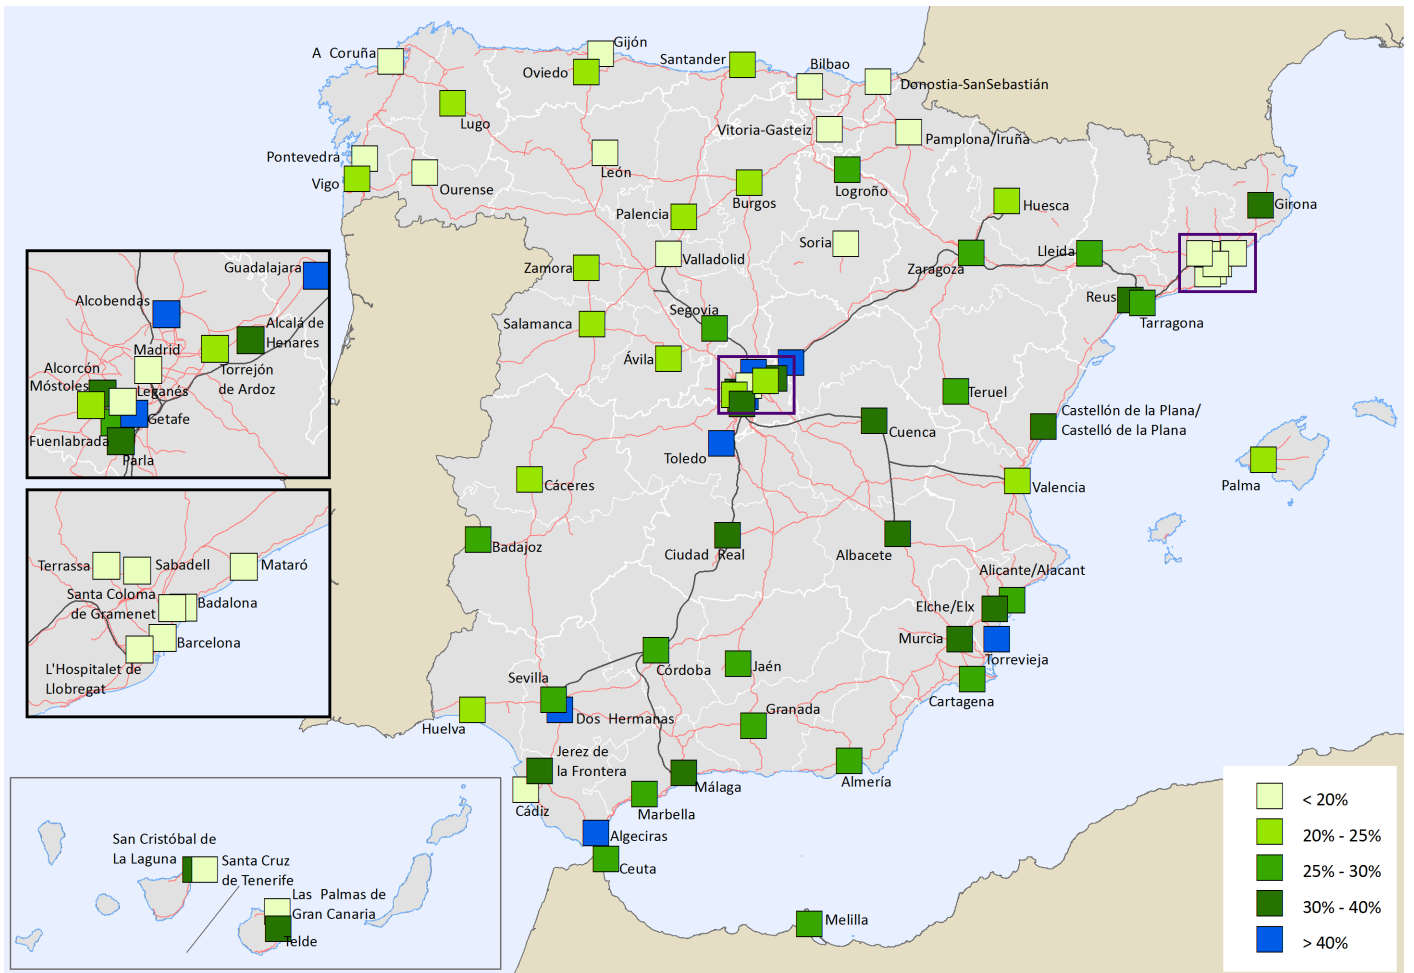 A Coruña
Gijón
Oviedo
Santander
Bilbao
Donostia-SanSebastián
Lugo
Vitoria-Gasteiz
Pamplona/Iruña
Pontevedra
Vigo
Ourense
León
Burgos
Logroño
Palencia
Huesca
Girona
Soria
Valladolid
Zamora
Zaragoza
Lleida
Reus
Tarragona
Segovia
Salamanca
Ávila
Guadalajara
Alcobendas
Alcalá de
Henares
Madrid
Torrejón
de Ardoz
Alcorcón
Móstoles
Leganés
Getafe
Fuenlabrada
Parla
Teruel
Castellón de la Plana/
Castelló de la Plana
Cuenca
Toledo
Cáceres
Valencia
Palma
Badajoz
Ciudad Real
Albacete
Terrassa
Sabadell
Mataró
Santa Coloma
de Gramenet
Badalona
Barcelona
L'Hospitalet de
Llobregat
Alicante/Alacant
Elche/Elx
Murcia
Torrevieja
Cartagena
Córdoba
Jaén
Sevilla
Dos Hermanas
Huelva
Granada
Jerez de
la Frontera
Málaga
Almería
Cádiz
Marbella
Algeciras
Ceuta
Melilla
San Cristóbal de
La Laguna
Santa Cruz
de Tenerife
Las Palmas de
Gran Canaria
Telde
< 20%
20% - 25%
25% - 30%
30% - 40%
> 40%